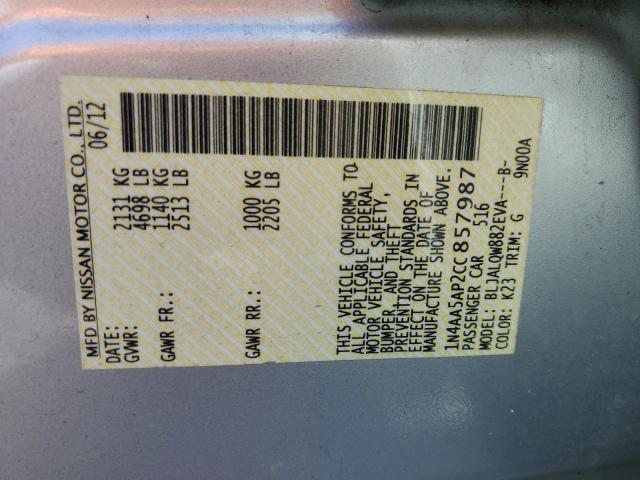 MFD BY NISSAN MOTOR CO., LTD.
DATE: 06/12
GVWR: 2131 KG
4698 LB
GAWR FR.: 1140 KG
2513 LB
GAWR RR.: 1000 KG
2205 LB
THIS VEHICLE CONFORMS TO
ALL APPLICABLE FEDERAL
MOTOR VEHICLE SAFETY,
BUMPER, AND THEFT
PREVENTION STANDARDS IN
EFFECT ON THE DATE OF
MANUFACTURE SHOWN ABOVE.
1N4AA5AP2CC857987
PASSENGER CAR 516
MODEL: BLJALQW882EVA---B-
COLOR: K23 TRIM: G 9N00A